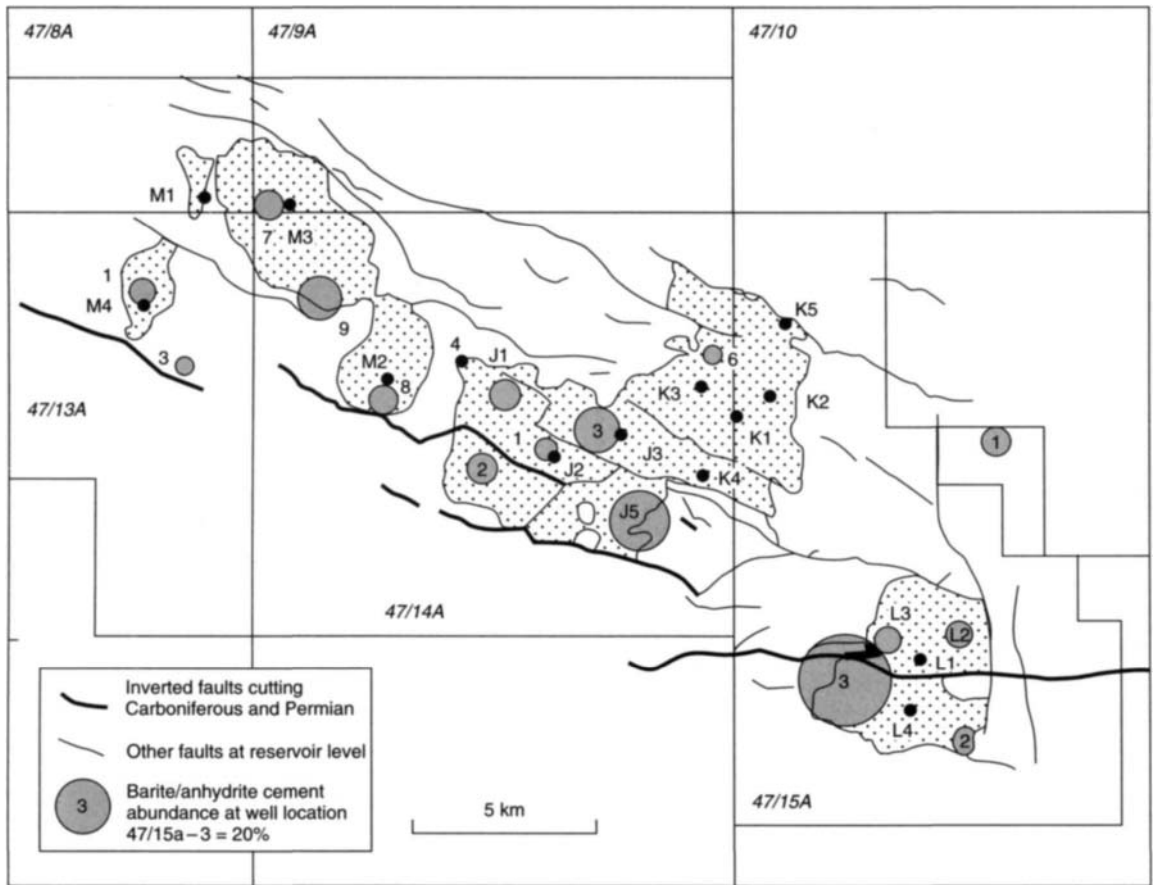 47/8A
47/9A
47/10
M1
7
M3
1
M4
9
3
K5
4
J1
6
M2
8
K3
K2
47/13A
K1
1
3
J3
1
2
J2
K4
J5
47/14A
L3
L2
L1
3
L4
2
Inverted faults cutting
Carboniferous and Permian
Other faults at reservoir level
3
Barite/anhydrite cement
abundance at well location
47/15a–3 = 20%
5 km
47/15A